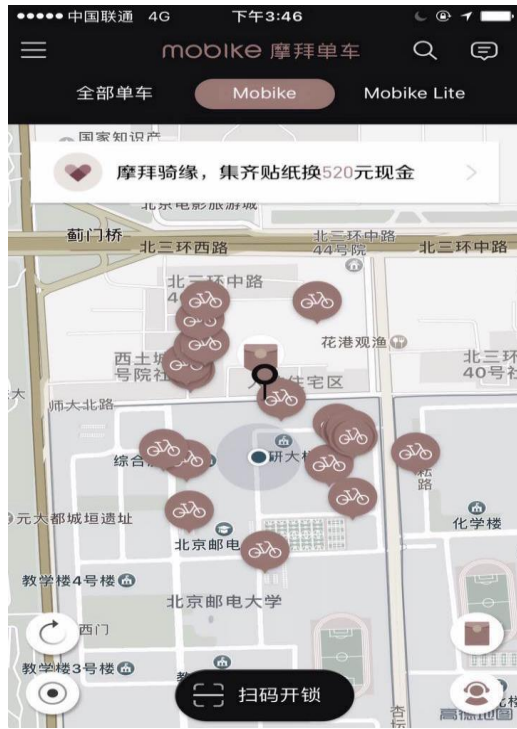 中国联通 4G 下午3:46
mobike 摩拜单车
全部单车 Mobike Mobike Lite
国家知识产
摩拜骑缘，集齐贴纸换520元现金
北京电影旅游城
蓟门桥
北三环西路
北三环中路
44号院
北三环中路
北三环中路
花港观渔
西土城
号院社
北三环
40号社
住宅区
师大北路
大
综合
研大楼
路
元大都城垣遗址
化学楼
北京邮电
教学楼4号楼
北京邮电大学
西门
教学楼3号楼
扫码开锁
杏坛
高德地图